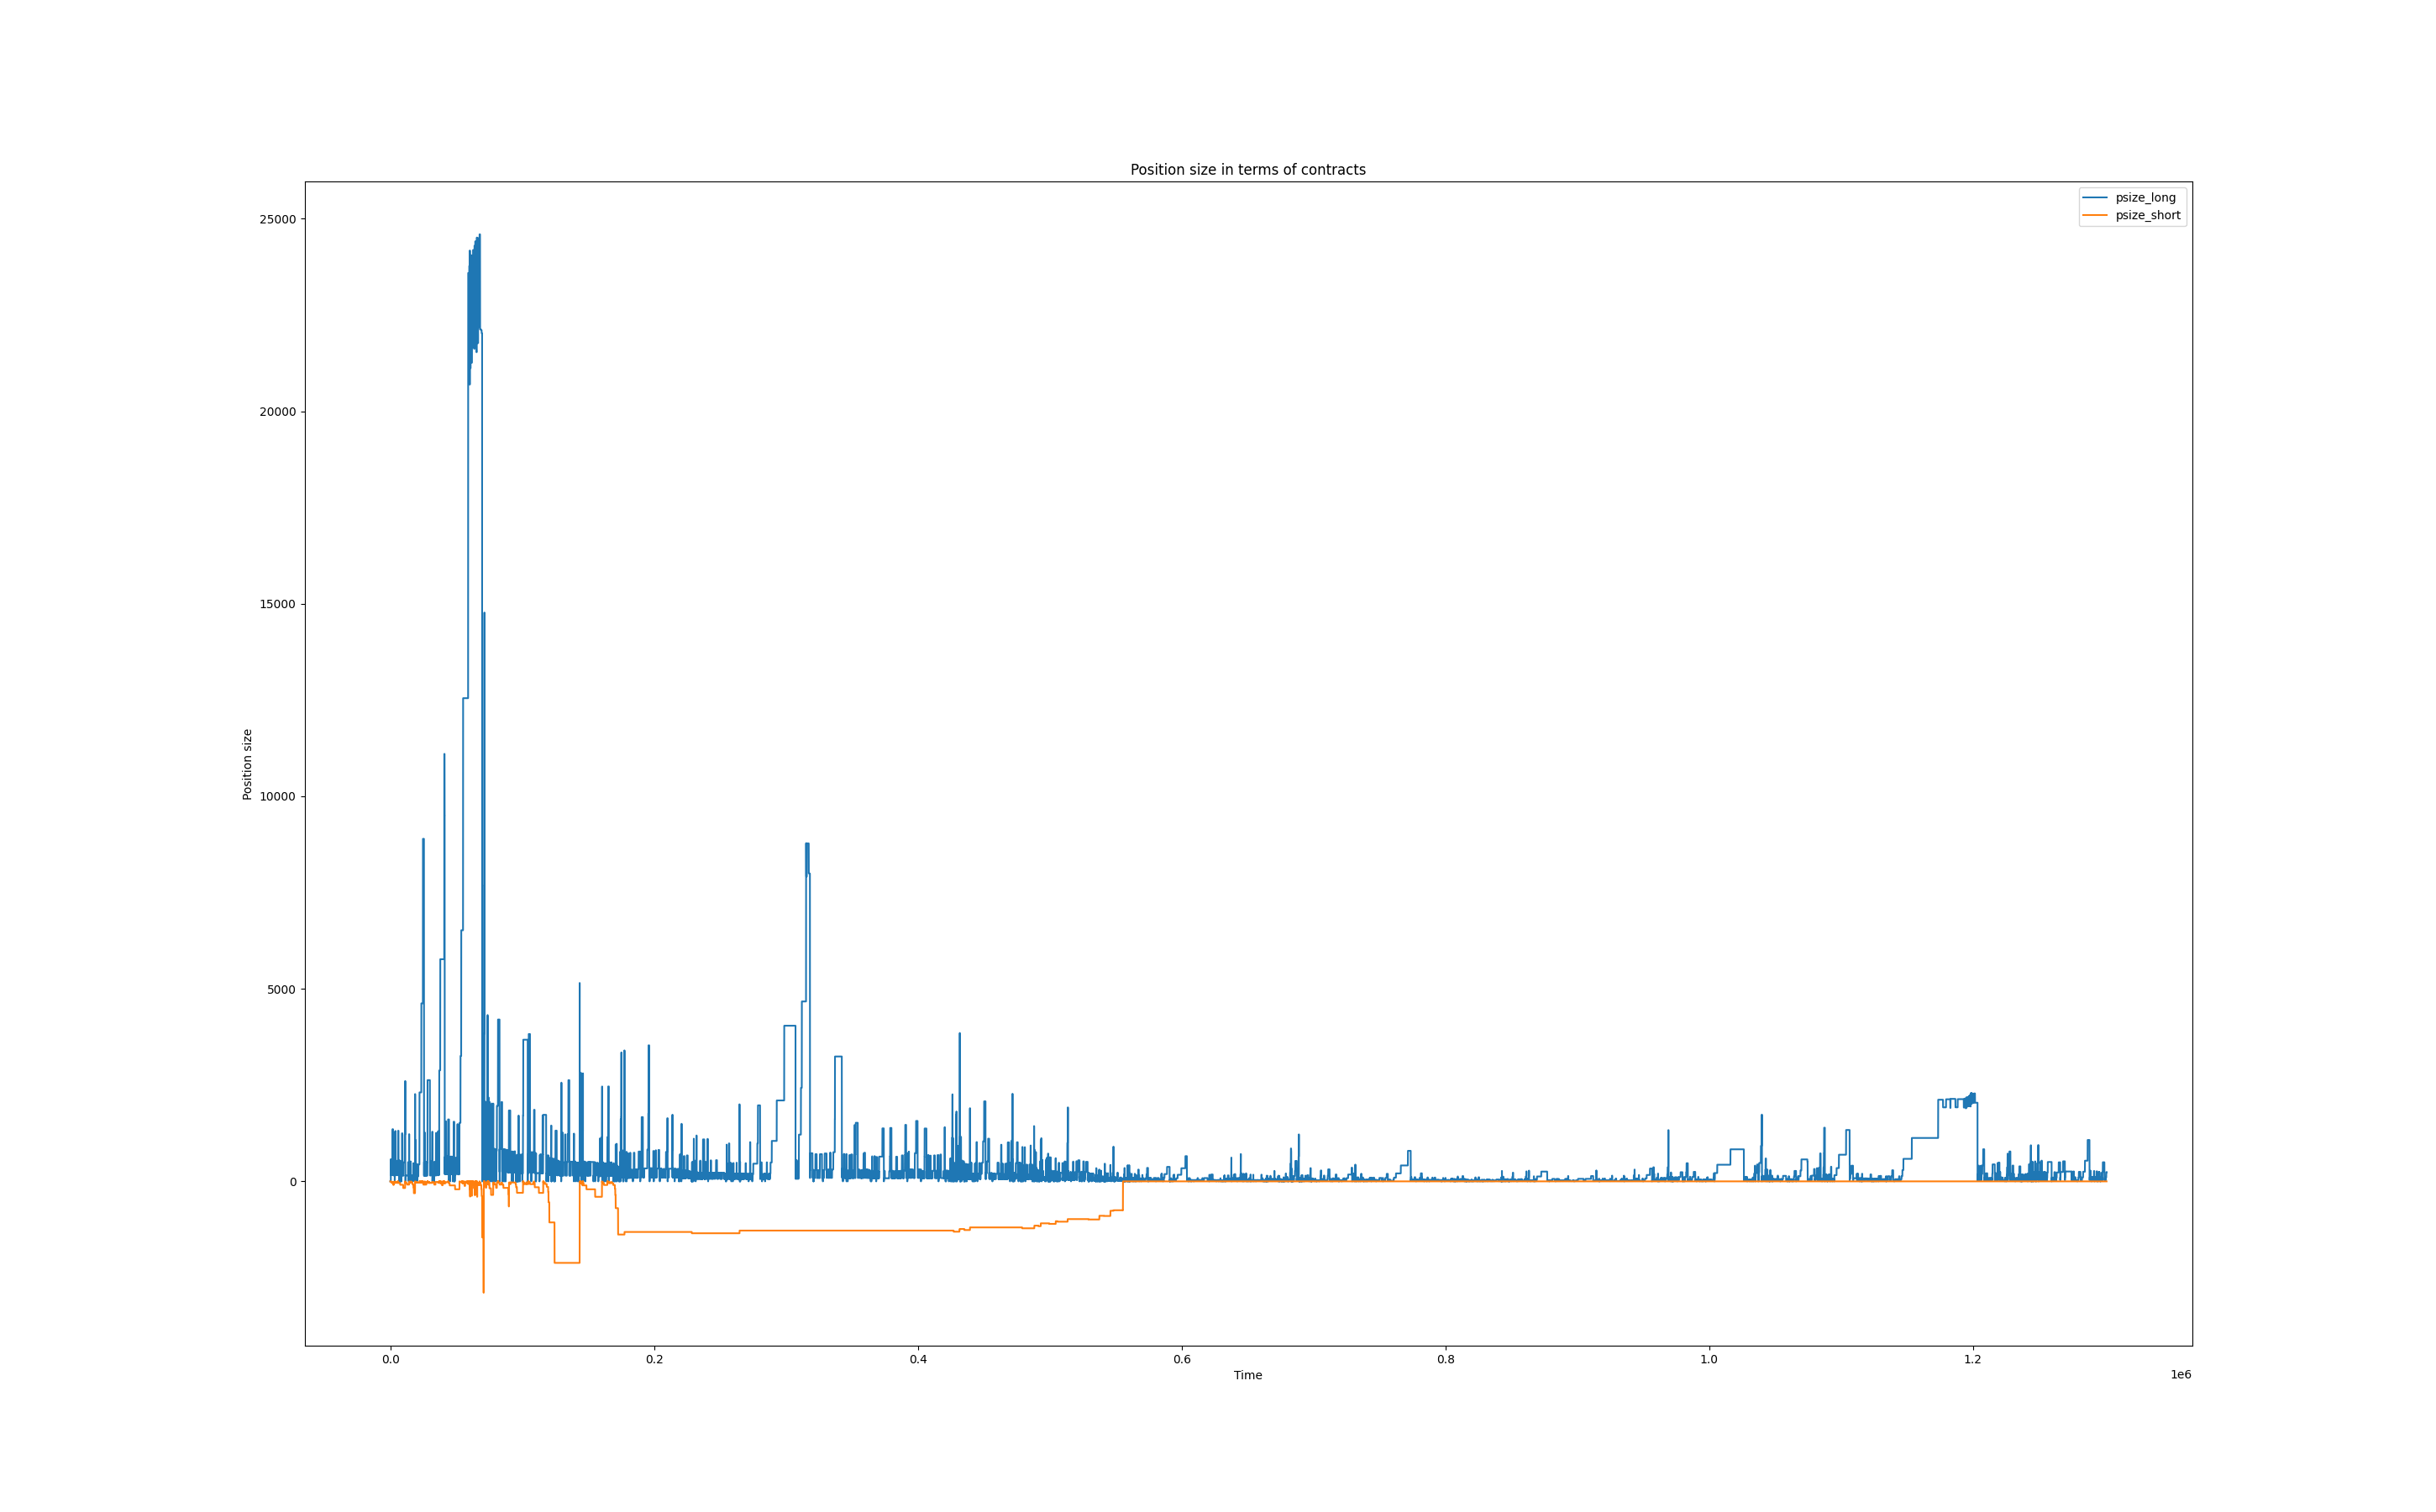 Position size in terms of contracts
psize_long
psize_short
25000
20000
15000
10000
5000
0
Position size
0.0 0.2 0.4 0.6 0.8 1.0 1.2
Time
1e6